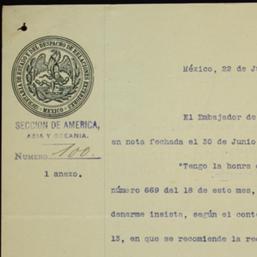 SECRETARIA DE ESTADO Y DEL DESPACHO DE RELACIONES EXTERIORES
MEXICO
SECCION DE AMERICA,
ASIA Y OCEANIA.
NUMERO 100.
1 anexo.
México, 22 de J
El Embajador de
en nota fechada el 30 de Junio
"Tengo la honra
número 669 del 18 de este mes,
denarme insista, según el conte
13, en que se recomiende la re